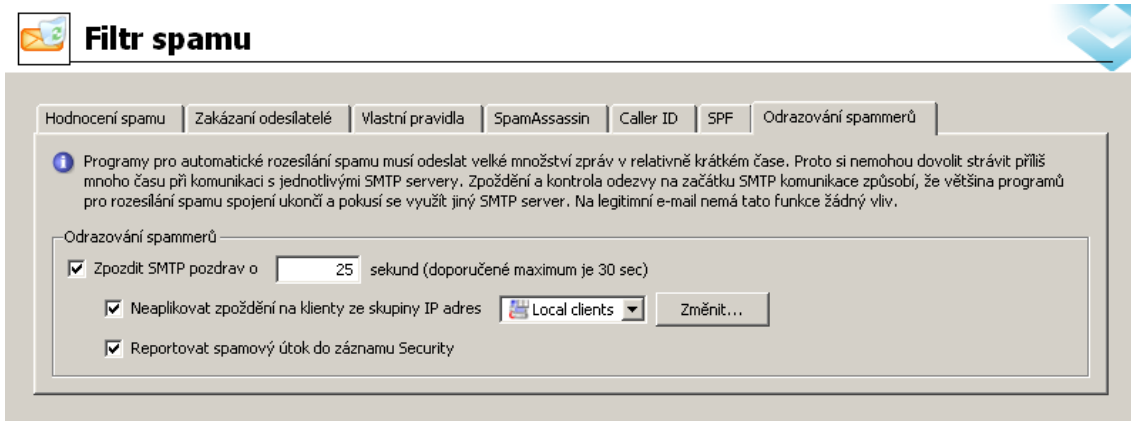 Filtr spamu
Hodnocení spamu Zakázaní odesílatelé Vlastní pravidla SpamAssassin Caller ID SPF Odrazování spammerů
Programy pro automatické rozesílání spamu musí odeslat velké množství zpráv v relativně krátkém čase. Proto si nemohou dovolit strávit příliš
mnoho času při komunikaci s jednotlivými SMTP servery. Zpoždění a kontrola odezvy na začátku SMTP komunikace způsobí, že většina programů
pro rozesílání spamu spojení ukončí a pokusí se využít jiný SMTP server. Na legitimní e-mail nemá tato funkce žádný vliv.
Odrazování spammerů
Zpozdit SMTP pozdrav o 25 sekund (doporučené maximum je 30 sec)
Neaplikovat zpoždění na klienty ze skupiny IP adres Local clients Změnit...
Reportovat spamový útok do záznamu Security